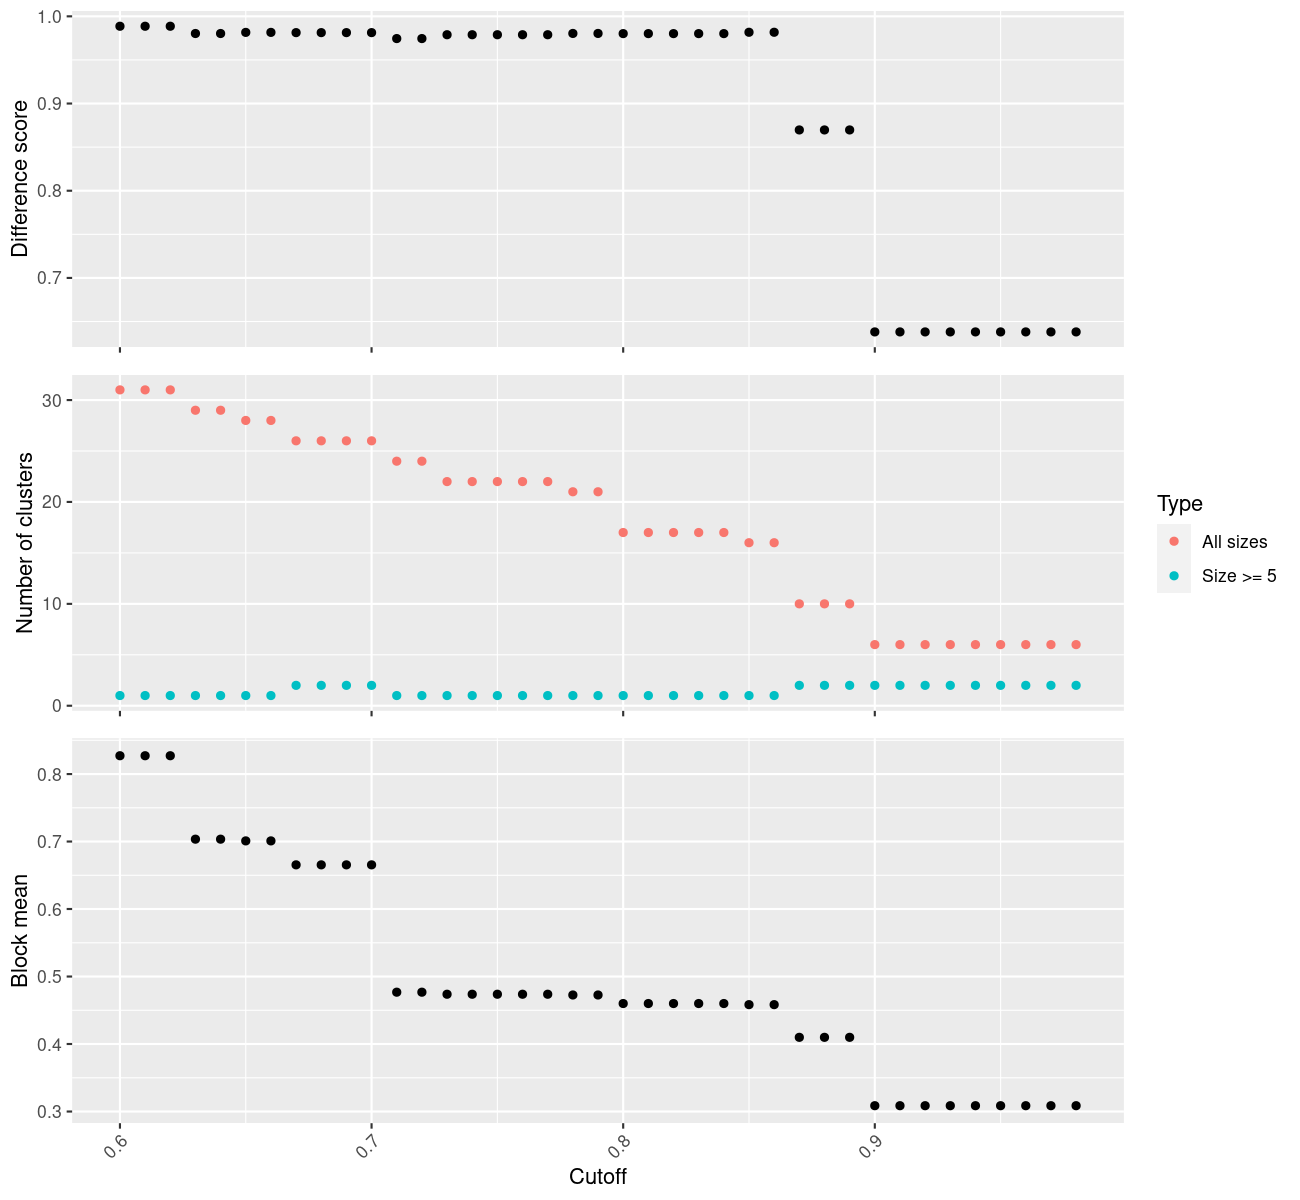 Difference score
1.0
0.9
0.8
0.7
Number of clusters
30
20
10
0
Type
All sizes
Size >= 5
Block mean
0.8
0.7
0.6
0.5
0.4
0.3
0.6
0.7
0.8
0.9
Cutoff